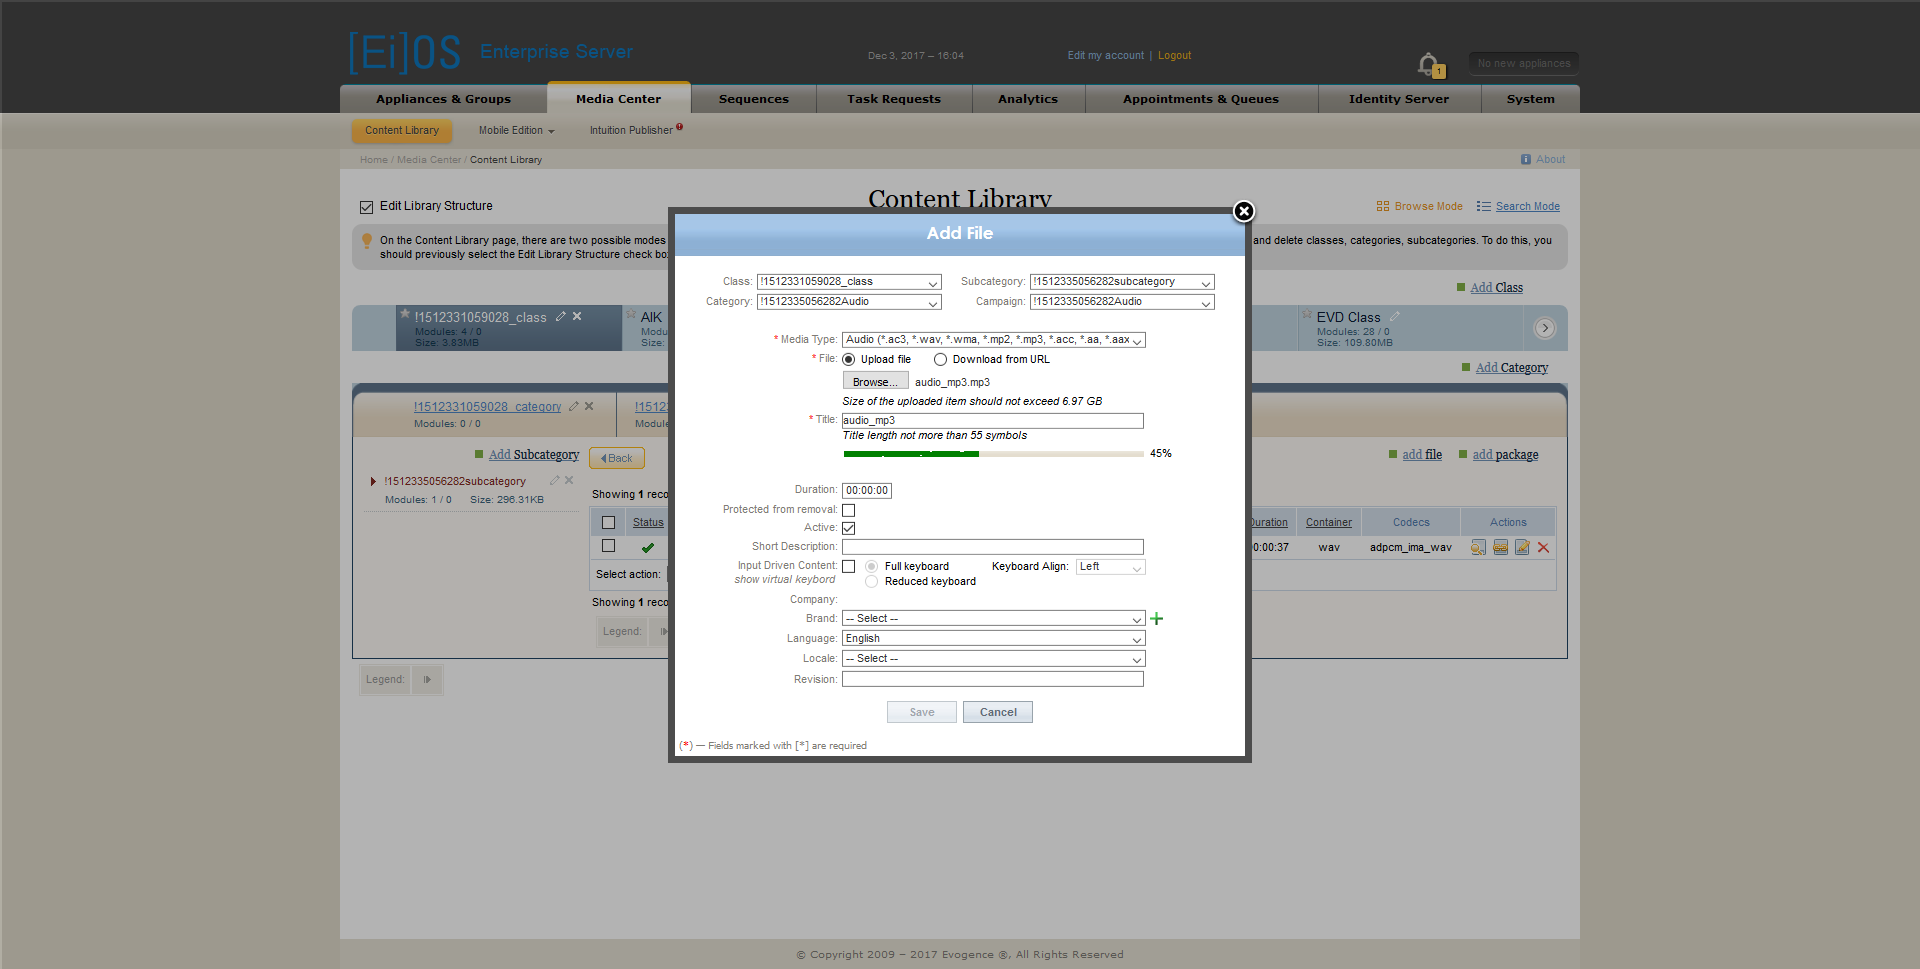 [Ei]OS Enterprise Server
Dec 3, 2017 – 16:04
Edit my account | Logout
1
No new appliances
Appliances & Groups
Media Center
Sequences
Task Requests
Analytics
Appointments & Queues
Identity Server
System
Content Library
Mobile Edition
Intuition Publisher
Home / Media Center / Content Library
About
Edit Library Structure
Content Library
Browse Mode
Search Mode
On the Content Library page, there are two possible modes
and delete classes, categories, subcategories. To do this, you
should previously select the Edit Library Structure check bo
Add Class
!1512331059028_class
Modules: 4 / 0
Size: 3.83MB
AIK
Modu
Size:
EVD Class
Modules: 28 / 0
Size: 109.80MB
Add Category
!1512331059028_category
Modules: 0 / 0
!1512
Modu
Add Subcategory
Back
add file
add package
!1512335056282subcategory
Modules: 1 / 0
Size: 296.31KB
Showing 1 reco
Status
Duration
Container
Codecs
Actions
0:00:37
wav
adpcm_ima_wav
Select action:
Showing 1 reco
Legend:
Legend:
Add File
Class: !1512331059028_class
Subcategory: !1512335056282subcategory
Category: !1512335056282Audio
Campaign: !1512335056282Audio
* Media Type: Audio (*.ac3, *.wav, *.wma, *.mp2, *.mp3, *.acc, *.aa, *.aax
* File: Upload file Download from URL
Browse... audio_mp3.mp3
Size of the uploaded item should not exceed 6.97 GB
* Title: audio_mp3
Title length not more than 55 symbols
45%
Duration: 00:00:00
Protected from removal:
Active:
Short Description:
Input Driven Content: Full keyboard Keyboard Align: Left
show virtual keybord Reduced keyboard
Company:
Brand: -- Select --
Language: English
Locale: -- Select --
Revision:
Save
Cancel
(*) — Fields marked with [*] are required
© Copyright 2009 – 2017 Evogence ®, All Rights Reserved